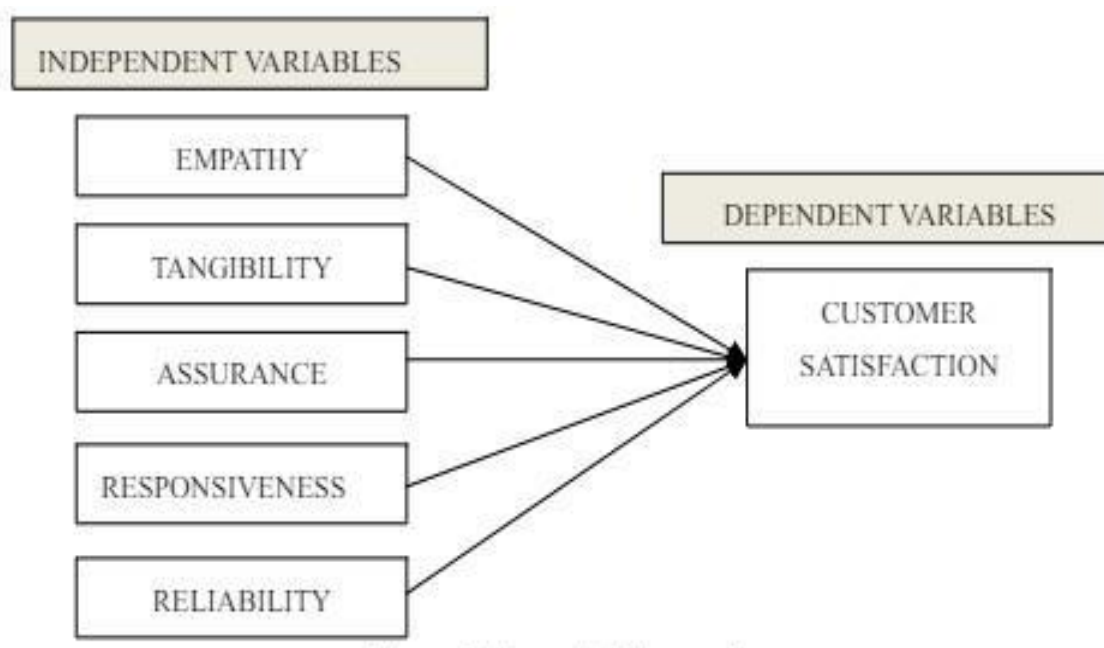 INDEPENDENT VARIABLES
EMPATHY
TANGIBILITY
ASSURANCE
RESPONSIVENESS
RELIABILITY
DEPENDENT VARIABLES
CUSTOMER
SATISFACTION